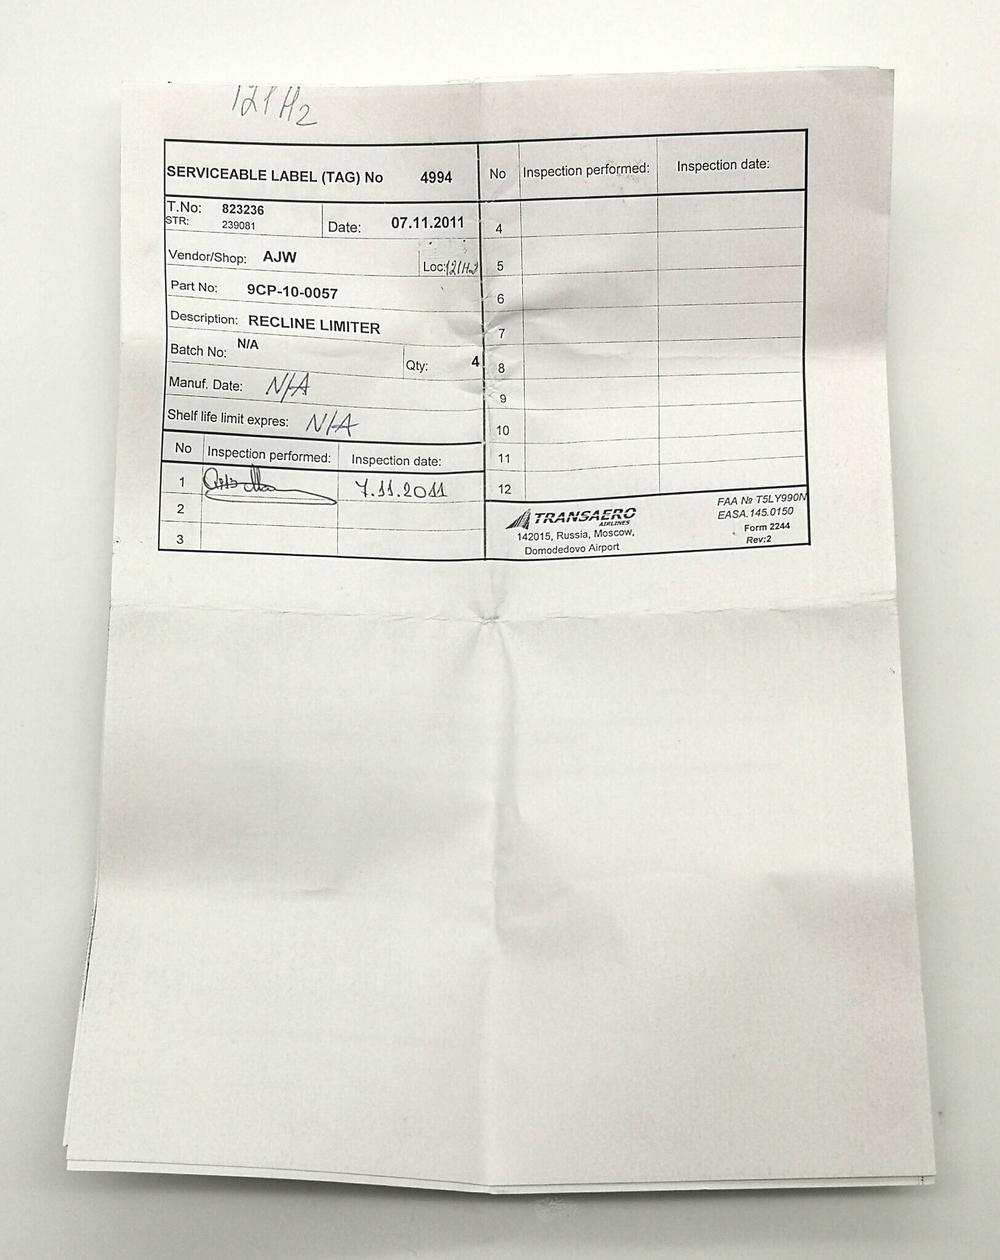 121H2
SERVICEABLE LABEL (TAG) No 4994
T.No: 823236
STR: 239081
Date: 07.11.2011
Vendor/Shop: AJW
Loc: 121H2
Part No: 9CP-10-0057
Description: RECLINE LIMITER
Batch No: N/A
Qty: 4
Manuf. Date: N/A
Shelf life limit expres: N/A
No Inspection performed: Inspection date:
1 7.11.2011
2
3
No Inspection performed: Inspection date:
4
5
6
7
8
9
10
11
12
TRANSAERO
AIRLINES
142015, Russia, Moscow,
Domodedovo Airport
FAA № T5LY990N
EASA.145.0150
Form 2244
Rev:2